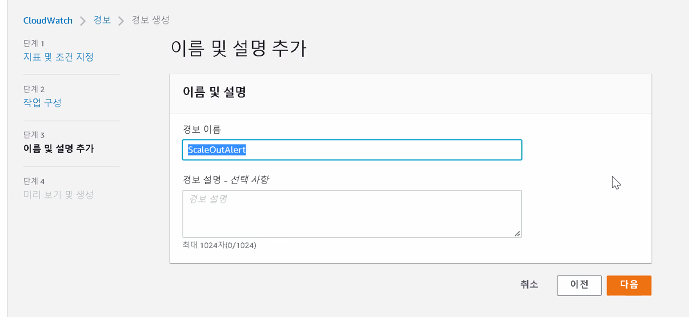 CloudWatch > 경보 > 경보 생성
단계 1
지표 및 조건 지정
단계 2
작업 구성
단계 3
이름 및 설명 추가
단계 4
미리 보기 및 생성
이름 및 설명 추가
이름 및 설명
경보 이름
ScaleOutAlert
경보 설명 - 선택 사항
경보 설명
최대 1024자(0/1024)
취소
이전
다음